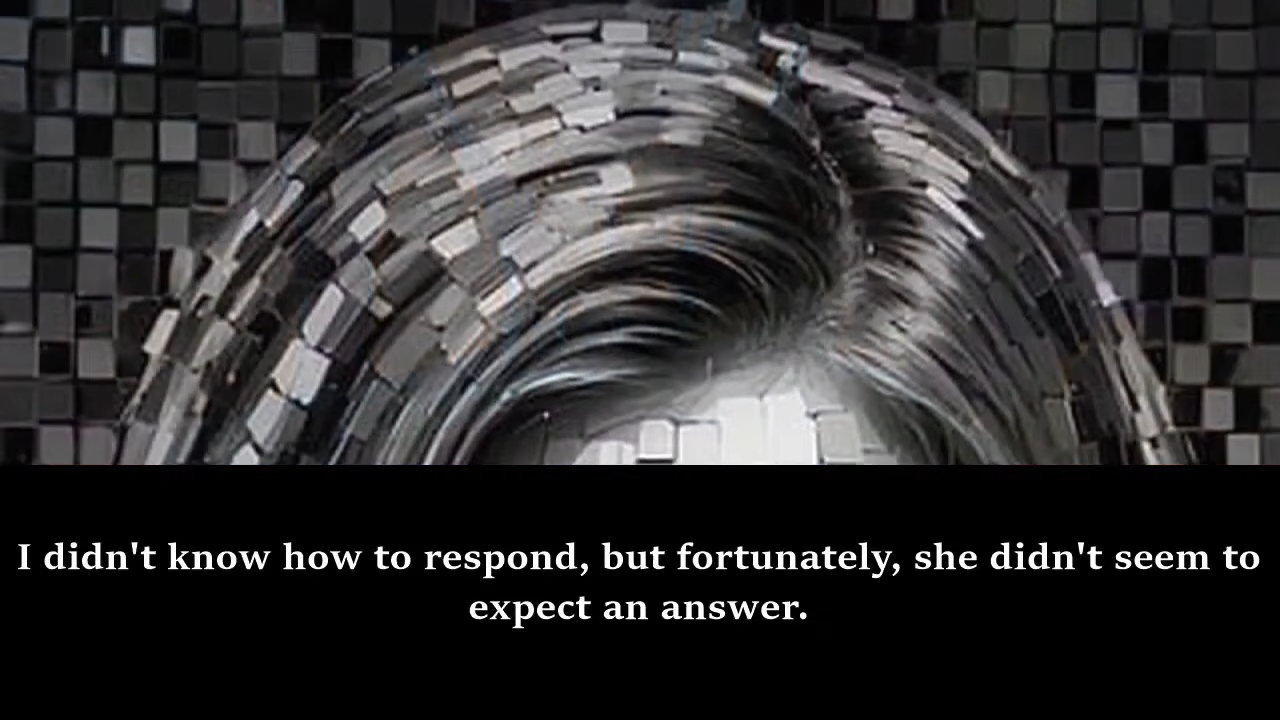 I didn't know how to respond, but fortunately, she didn't seem to
expect an answer.